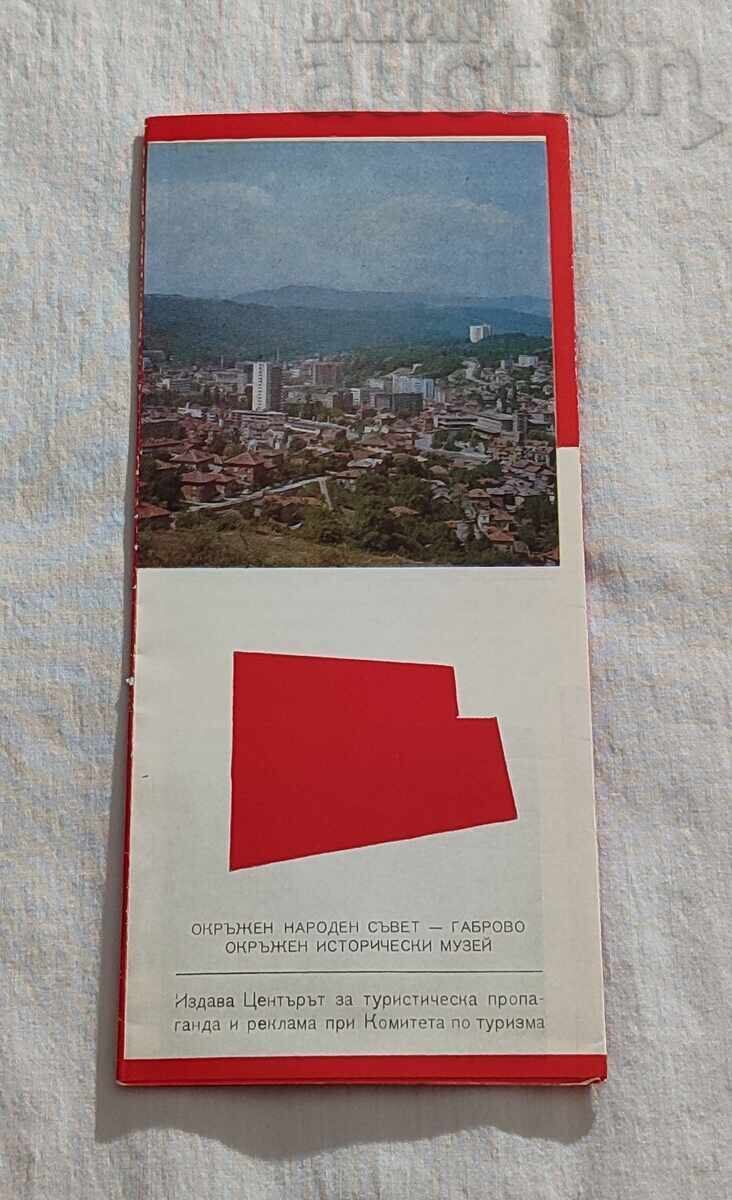 ОКРЪЖЕН НАРОДЕН СЪВЕТ — ГАБРОВО
ОКРЪЖЕН ИСТОРИЧЕСКИ МУЗЕЙ
Издава Центърът за туристическа пропа-
ганда и реклама при Комитета по туризма